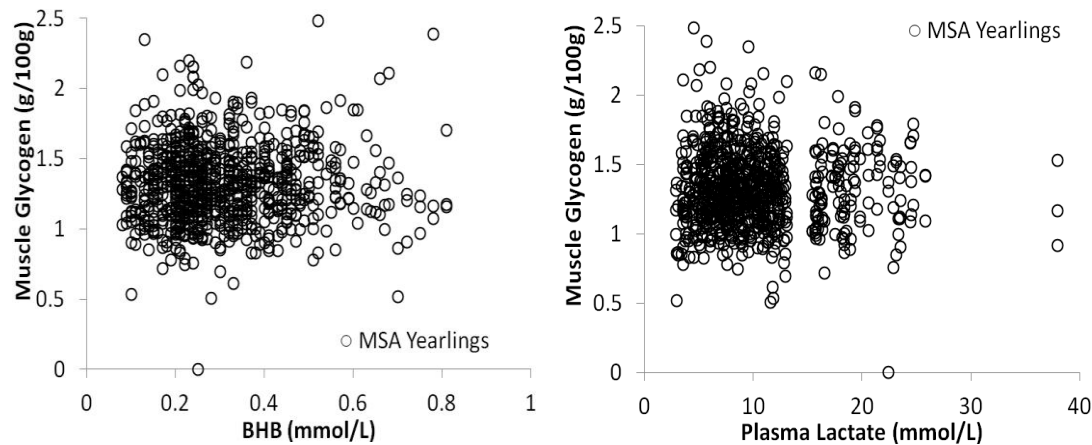 2.5
2
1.5
1
0.5
0
Muscle Glycogen (g/100g)
MSA Yearlings
0 0.2 0.4 0.6 0.8 1
BHB (mmol/L)
2.5
2
1.5
1
0.5
0
Muscle Glycogen (g/100g)
MSA Yearlings
0 10 20 30 40
Plasma Lactate (mmol/L)